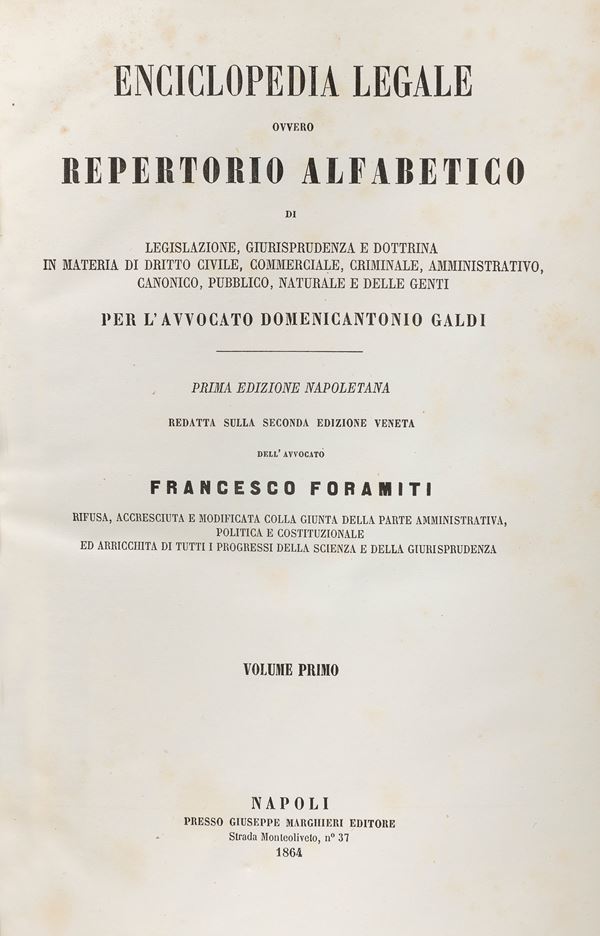 ENCICLOPEDIA LEGALE
OVVERO
REPERTORIO ALFABETICO
DI
LEGISLAZIONE, GIURISPRUDENZA E DOTTRINA
IN MATERIA DI DRITTO CIVILE, COMMERCIALE, CRIMINALE, AMMINISTRATIVO,
CANONICO, PUBBLICO, NATURALE E DELLE GENTI
PER L'AVVOCATO DOMENICANTONIO GALDI
PRIMA EDIZIONE NAPOLETANA
REDATTA SULLA SECONDA EDIZIONE VENETA
DELL' AVVOCATO
FRANCESCO FORAMITI
RIFUSA, ACCRESCIUTA E MODIFICATA COLLA GIUNTA DELLA PARTE AMMINISTRATIVA,
POLITICA E COSTITUZIONALE
ED ARRICCHITA DI TUTTI I PROGRESSI DELLA SCIENZA E DELLA GIURISPRUDENZA
VOLUME PRIMO
NAPOLI
PRESSO GIUSEPPE MARGHIERI EDITORE
Strada Monteoliveto, nº 37
1864